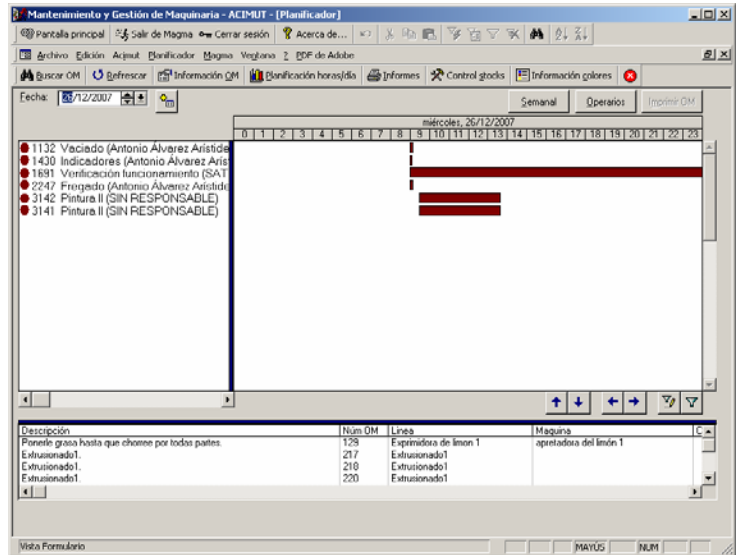 Mantenimiento y Gestión de Maquinaria - ACIMUT - [Planificador]
Pantalla principal Salir de Magma Cerrar sesión Acerca de...
Archivo Edición Acimut Planificador Magma Ventana ? PDF de Adobe
Buscar OM Refrescar Información OM Planificación horas/día Informes Control stocks Información colores
Fecha: 26/12/2007 Semanal Operarios Imprimir OM
miércoles, 26/12/2007
0 1 2 3 4 5 6 7 8 9 10 11 12 13 14 15 16 17 18 19 20 21 22 23
1132 Vaciado (Antonio Álvarez Aristide
1430 Indicadores (Antonio Álvarez Aris
1691 Verificación funcionamiento (SAT
2247 Fregado (Antonio Álvarez Aristide
3142 Pintura II (SIN RESPONSABLE)
3141 Pintura II (SIN RESPONSABLE)
Descripción Núm OM Linea Maquina C
Ponerle grasa hasta que chorree por todas partes. 129 Exprimidora de limon 1 apretadora del limón 1
Extrusionado1. 217 Extrusionado1
Extrusionado1. 218 Extrusionado1
Extrusionado1. 220 Extrusionado1
Vista Formulario MAYÚS NUM